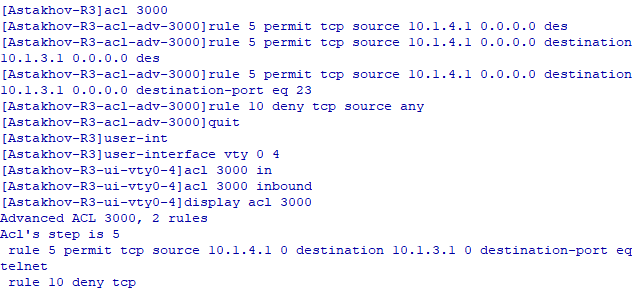 [Astakhov-R3]acl 3000
[Astakhov-R3-acl-adv-3000]rule 5 permit tcp source 10.1.4.1 0.0.0.0 des
[Astakhov-R3-acl-adv-3000]rule 5 permit tcp source 10.1.4.1 0.0.0.0 destination
10.1.3.1 0.0.0.0 des
[Astakhov-R3-acl-adv-3000]rule 5 permit tcp source 10.1.4.1 0.0.0.0 destination
10.1.3.1 0.0.0.0 destination-port eq 23
[Astakhov-R3-acl-adv-3000]rule 10 deny tcp source any
[Astakhov-R3-acl-adv-3000]quit
[Astakhov-R3]user-int
[Astakhov-R3]user-interface vty 0 4
[Astakhov-R3-ui-vty0-4]acl 3000 in
[Astakhov-R3-ui-vty0-4]acl 3000 inbound
[Astakhov-R3-ui-vty0-4]display acl 3000
Advanced ACL 3000, 2 rules
Acl's step is 5
 rule 5 permit tcp source 10.1.4.1 0 destination 10.1.3.1 0 destination-port eq
telnet
 rule 10 deny tcp